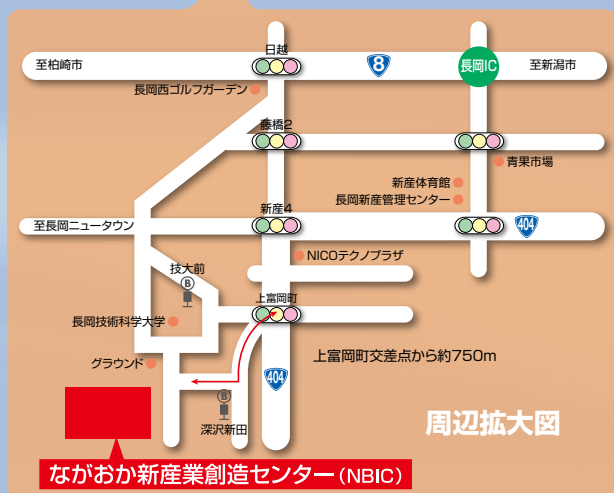 日越
至柏崎市
8
長岡IC
至新潟市
長岡西ゴルフガーデン
藤橋2
青果市場
新産体育館
長岡新産管理センター
新産4
至長岡ニュータウン
404
NICOテクノプラザ
技大前
B
上富岡町
長岡技術科学大学
上富岡町交差点から約750m
グラウンド
404
B
深沢新田
周辺拡大図
ながおか新産業創造センター(NBIC)